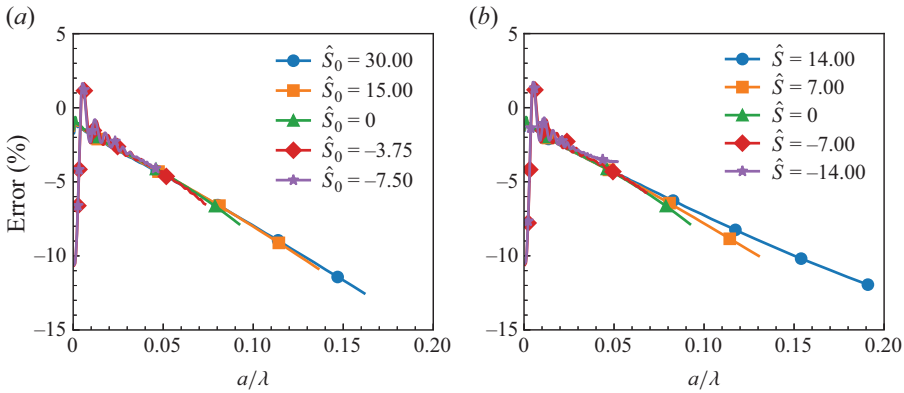 (a)
5
0
–5
–10
–15
Error (%)
0
0.05
0.10
0.15
0.20
a/λ
Ŝ0 = 30.00
Ŝ0 = 15.00
Ŝ0 = 0
Ŝ0 = –3.75
Ŝ0 = –7.50
(b)
5
0
–5
–10
–15
0
0.05
0.10
0.15
0.20
a/λ
Ŝ = 14.00
Ŝ = 7.00
Ŝ = 0
Ŝ = –7.00
Ŝ = –14.00